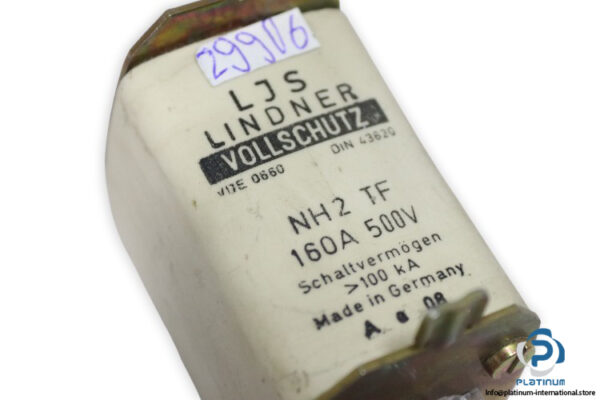 29906
LJS
LINDNER
VOLLSCHUTZ
VDE 0660 DIN 43620
NH2 TF
160A 500V
Schaltvermögen
>100 kA
Made in Germany
A a 08
PLATINUM
info@platinum-international.store